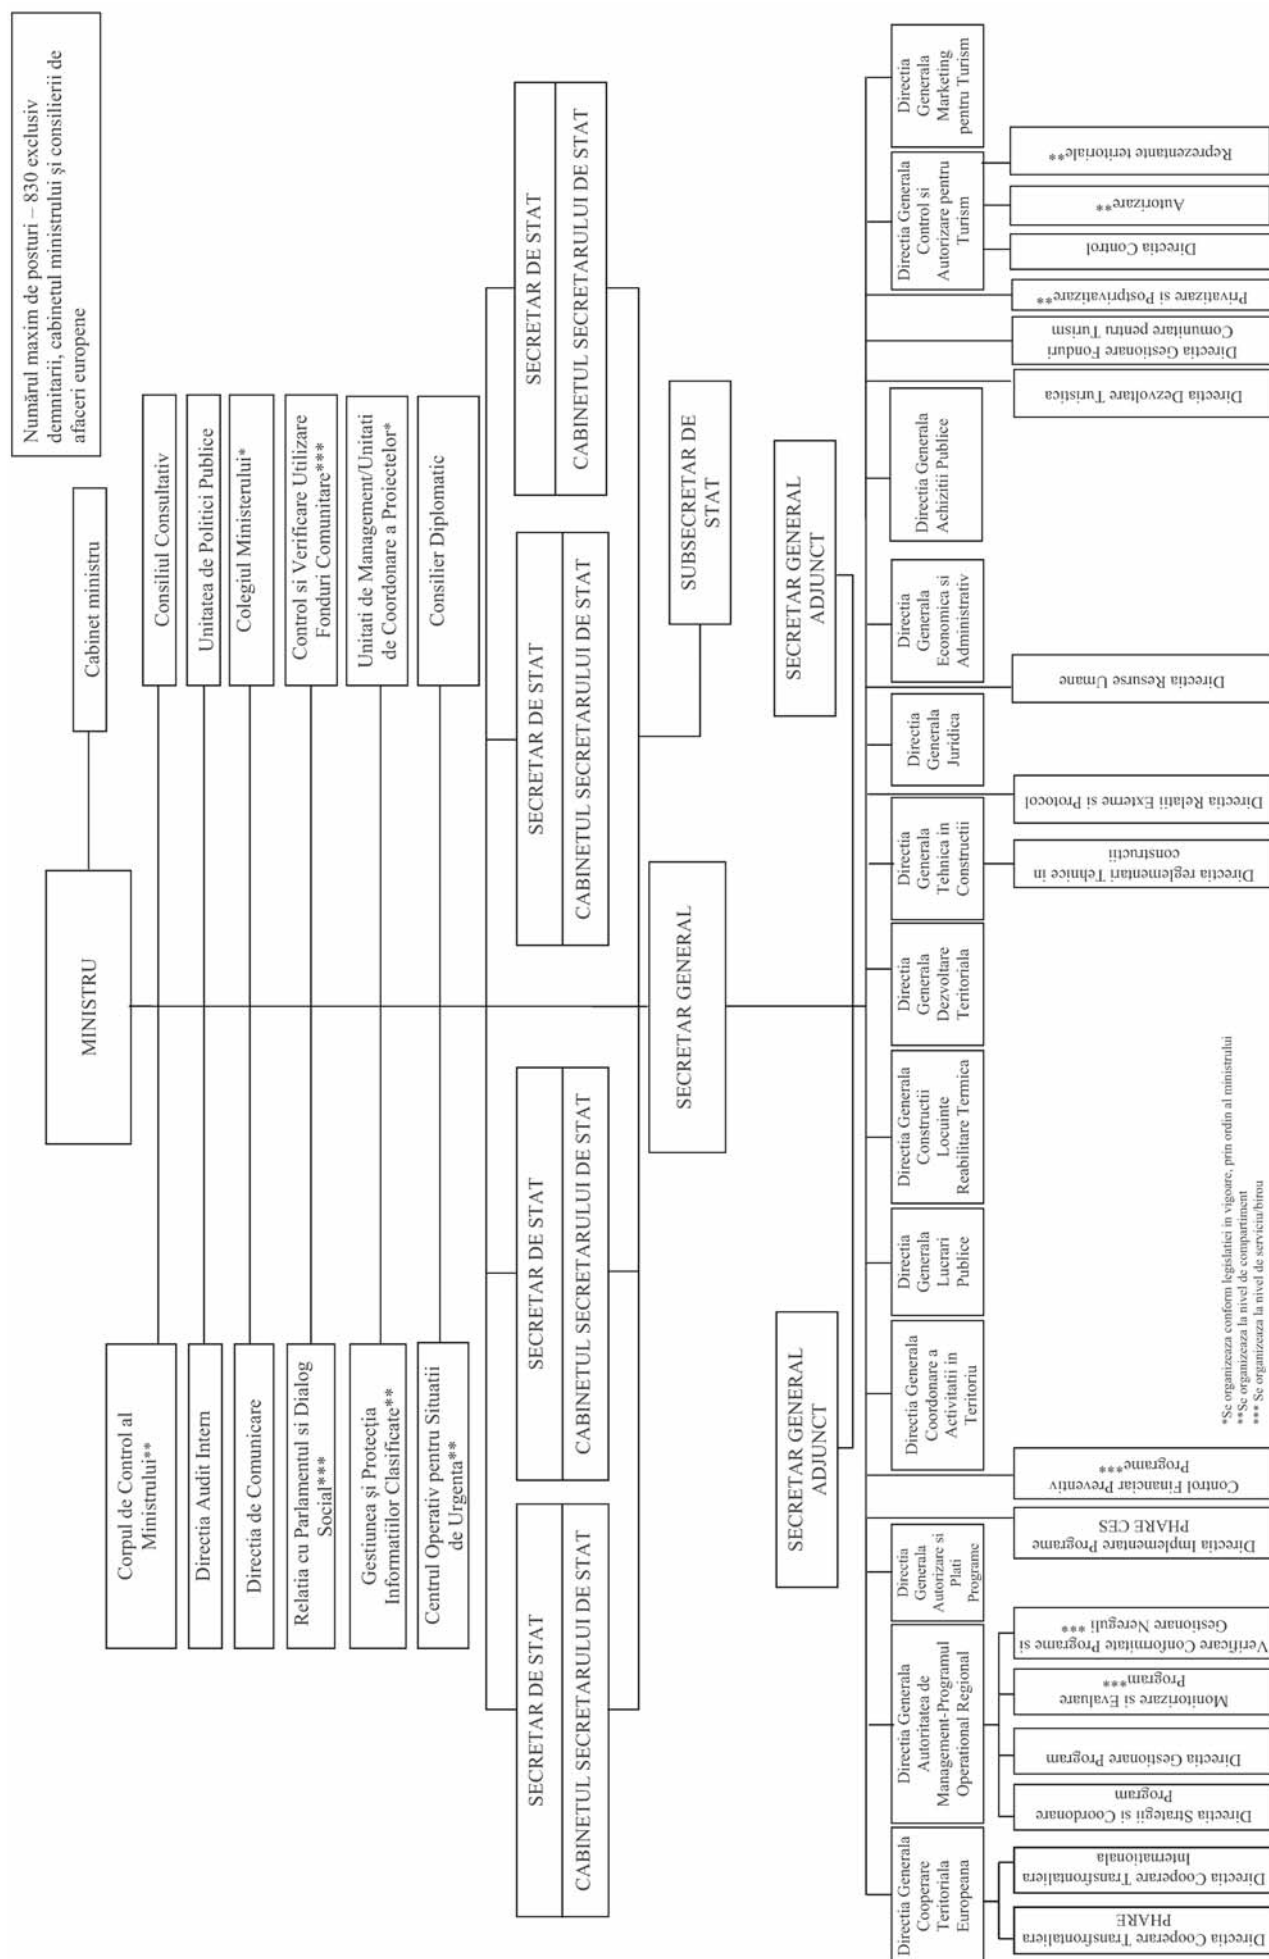 Numărul maxim de posturi – 830 exclusiv
demnitarii, cabinetul ministrului şi consilierii de
afaceri europene
MINISTRU
Cabinet ministru
Corpul de Control al
Ministrului**
Consiliul Consultativ
Directia Audit Intern
Unitatea de Politici Publice
Directia de Comunicare
Colegiul Ministerului*
Relatia cu Parlamentul si Dialog
Social***
Control si Verificare Utilizare
Fonduri Comunitare***
Gestiunea şi Protecţia
Informatiilor Clasificate**
Unitati de Management/Unitati
de Coordonare a Proiectelor*
Centrul Operativ pentru Situatii
de Urgenta**
Consilier Diplomatic
SECRETAR DE STAT
CABINETUL SECRETARULUI DE STAT
SECRETAR DE STAT
CABINETUL SECRETARULUI DE STAT
SECRETAR DE STAT
CABINETUL SECRETARULUI DE STAT
SECRETAR DE STAT
CABINETUL SECRETARULUI DE STAT
SECRETAR GENERAL
SUBSECRETAR DE
STAT
SECRETAR GENERAL
ADJUNCT
SECRETAR GENERAL
ADJUNCT
Directia Generala
Cooperare
Teritoriala
Europeana
Directia Generala
Autoritatea de
Management-Programul
Operational Regional
Directia
Generala
Autorizare si
Plati
Programe
Directia Generala
Coordonare a
Activitatii in
Teritoriu
Directia
Generala
Lucrari
Publice
Directia Generala
Constructii
Locuinte
Reabilitare Termica
Directia
Generala
Dezvoltare
Teritoriala
Directia
Generala
Tehnica in
Constructii
Directia
Generala
Juridica
Directia
Generala
Economica si
Administrativ
Directia Generala
Achizitii Publice
Directia Generala
Control si
Autorizare pentru
Turism
Directia
Generala
Marketing
pentru Turism
Directia Cooperare Transfrontaliera
PHARE
Directia Cooperare Transfrontaliera
Internationala
Directia Strategii si Coordonare
Program
Directia Gestionare Program
Monitorizare si Evaluare
Program***
Verificare Conformitate Programe si
Gestionare Nereguli ***
Directia Implementare Programe
PHARE CES
Control Financiar Preventiv
Programe***
Directia reglementari Tehnice in
constructii
Directia Relatii Externe si Protocol
Directia Resurse Umane
Directia Dezvoltare Turistica
Directia Gestionare Fonduri
Comunitare pentru Turism
Privatizare si Postprivatizare**
Directia Control
Autorizare**
Reprezentante teritoriale**
*Se organizeaza conform legislatiei in vigoare, prin ordin al ministrului
**Se organizeaza la nivel de compartiment
*** Se organizeaza la nivel de serviciu/birou